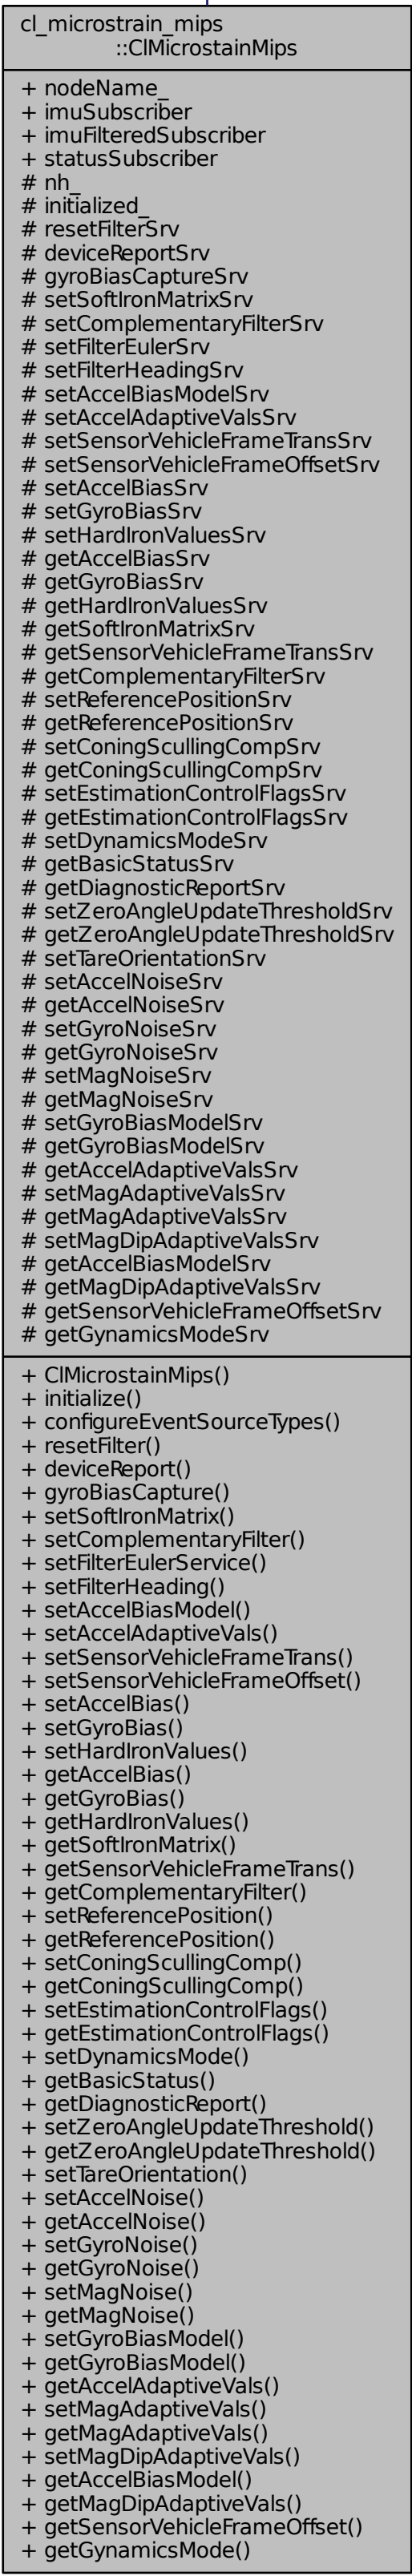 cl_microstrain_mips
::ClMicrostainMips
+ nodeName_
+ imuSubscriber
+ imuFilteredSubscriber
+ statusSubscriber
# nh_
# initialized_
# resetFilterSrv
# deviceReportSrv
# gyroBiasCaptureSrv
# setSoftIronMatrixSrv
# setComplementaryFilterSrv
# setFilterEulerSrv
# setFilterHeadingSrv
# setAccelBiasModelSrv
# setAccelAdaptiveValsSrv
# setSensorVehicleFrameTransSrv
# setSensorVehicleFrameOffsetSrv
# setAccelBiasSrv
# setGyroBiasSrv
# setHardIronValuesSrv
# getAccelBiasSrv
# getGyroBiasSrv
# getHardIronValuesSrv
# getSoftIronMatrixSrv
# getSensorVehicleFrameTransSrv
# getComplementaryFilterSrv
# setReferencePositionSrv
# getReferencePositionSrv
# setConingScullingCompSrv
# getConingScullingCompSrv
# setEstimationControlFlagsSrv
# getEstimationControlFlagsSrv
# setDynamicsModeSrv
# getBasicStatusSrv
# getDiagnosticReportSrv
# setZeroAngleUpdateThresholdSrv
# getZeroAngleUpdateThresholdSrv
# setTareOrientationSrv
# setAccelNoiseSrv
# getAccelNoiseSrv
# setGyroNoiseSrv
# getGyroNoiseSrv
# setMagNoiseSrv
# getMagNoiseSrv
# setGyroBiasModelSrv
# getGyroBiasModelSrv
# getAccelAdaptiveValsSrv
# setMagAdaptiveValsSrv
# getMagAdaptiveValsSrv
# setMagDipAdaptiveValsSrv
# getAccelBiasModelSrv
# getMagDipAdaptiveValsSrv
# getSensorVehicleFrameOffsetSrv
# getGynamicsModeSrv
+ ClMicrostainMips()
+ initialize()
+ configureEventSourceTypes()
+ resetFilter()
+ deviceReport()
+ gyroBiasCapture()
+ setSoftIronMatrix()
+ setComplementaryFilter()
+ setFilterEulerService()
+ setFilterHeading()
+ setAccelBiasModel()
+ setAccelAdaptiveVals()
+ setSensorVehicleFrameTrans()
+ setSensorVehicleFrameOffset()
+ setAccelBias()
+ setGyroBias()
+ setHardIronValues()
+ getAccelBias()
+ getGyroBias()
+ getHardIronValues()
+ getSoftIronMatrix()
+ getSensorVehicleFrameTrans()
+ getComplementaryFilter()
+ setReferencePosition()
+ getReferencePosition()
+ setConingScullingComp()
+ getConingScullingComp()
+ setEstimationControlFlags()
+ getEstimationControlFlags()
+ setDynamicsMode()
+ getBasicStatus()
+ getDiagnosticReport()
+ setZeroAngleUpdateThreshold()
+ getZeroAngleUpdateThreshold()
+ setTareOrientation()
+ setAccelNoise()
+ getAccelNoise()
+ setGyroNoise()
+ getGyroNoise()
+ setMagNoise()
+ getMagNoise()
+ setGyroBiasModel()
+ getGyroBiasModel()
+ getAccelAdaptiveVals()
+ setMagAdaptiveVals()
+ getMagAdaptiveVals()
+ setMagDipAdaptiveVals()
+ getAccelBiasModel()
+ getMagDipAdaptiveVals()
+ getSensorVehicleFrameOffset()
+ getGynamicsMode()